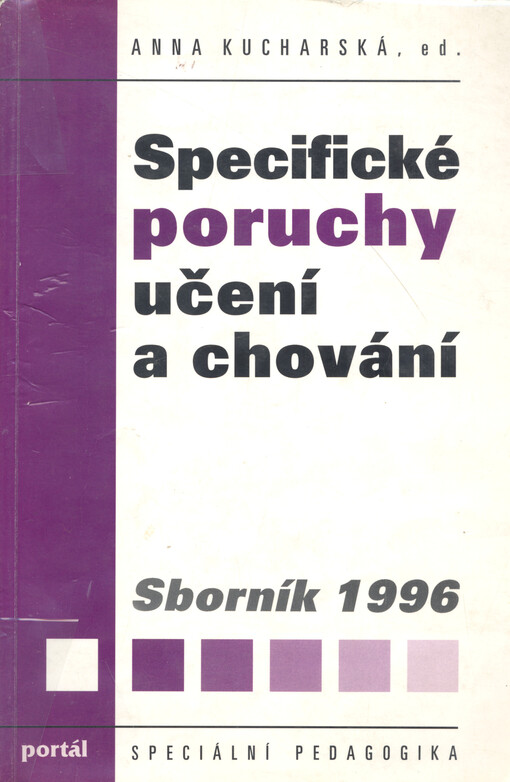 ANNA KUCHARSKÁ, ed.
Specifické
poruchy
učení
a chování
Sborník 1996
portál
SPECIÁLNÍ PEDAGOGIKA